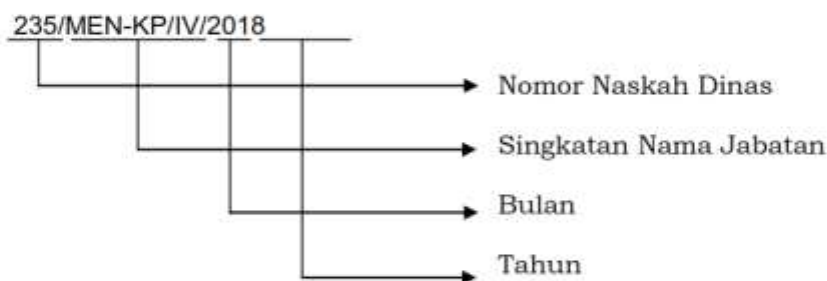 235/MEN-KP/IV/2018
Nomor Naskah Dinas
Singkatan Nama Jabatan
Bulan
Tahun